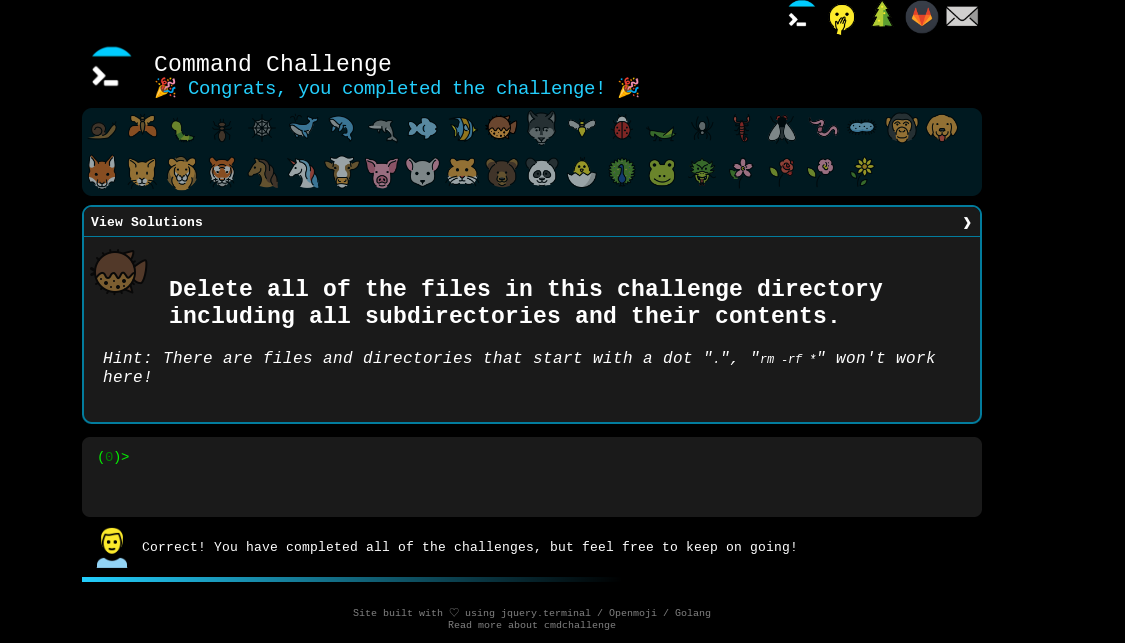 Command Challenge
🎉 Congrats, you completed the challenge! 🎉
View Solutions ❯
Delete all of the files in this challenge directory
including all subdirectories and their contents.
Hint: There are files and directories that start with a dot ".", "rm -rf *" won't work
here!
(0)>
Correct! You have completed all of the challenges, but feel free to keep on going!
Site built with ♡ using jquery.terminal / Openmoji / Golang
Read more about cmdchallenge